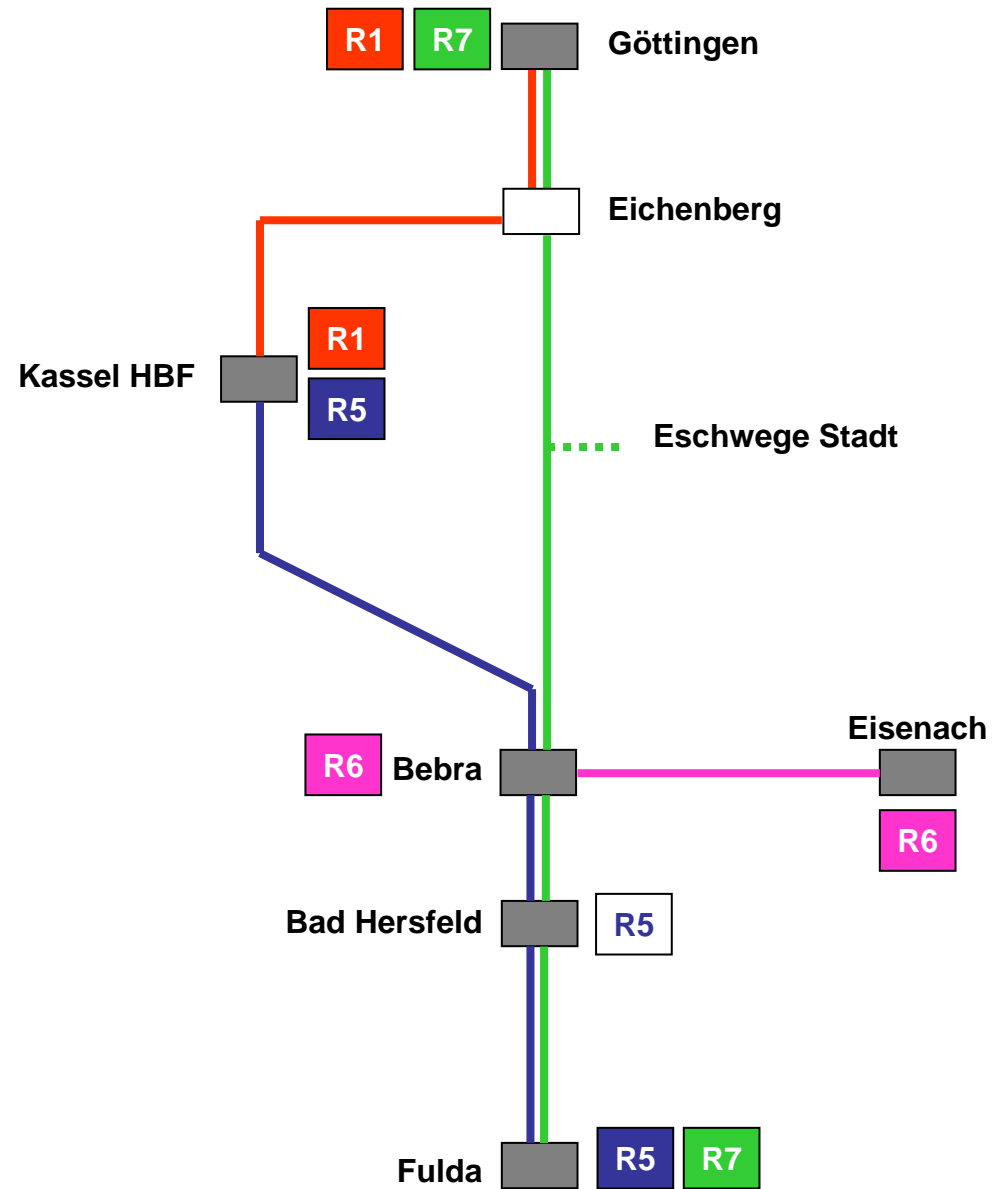 R1 R7 Göttingen
Eichenberg
R1
Kassel HBF
R5
Eschwege Stadt
Eisenach
R6 Bebra
R6
Bad Hersfeld R5
Fulda R5 R7